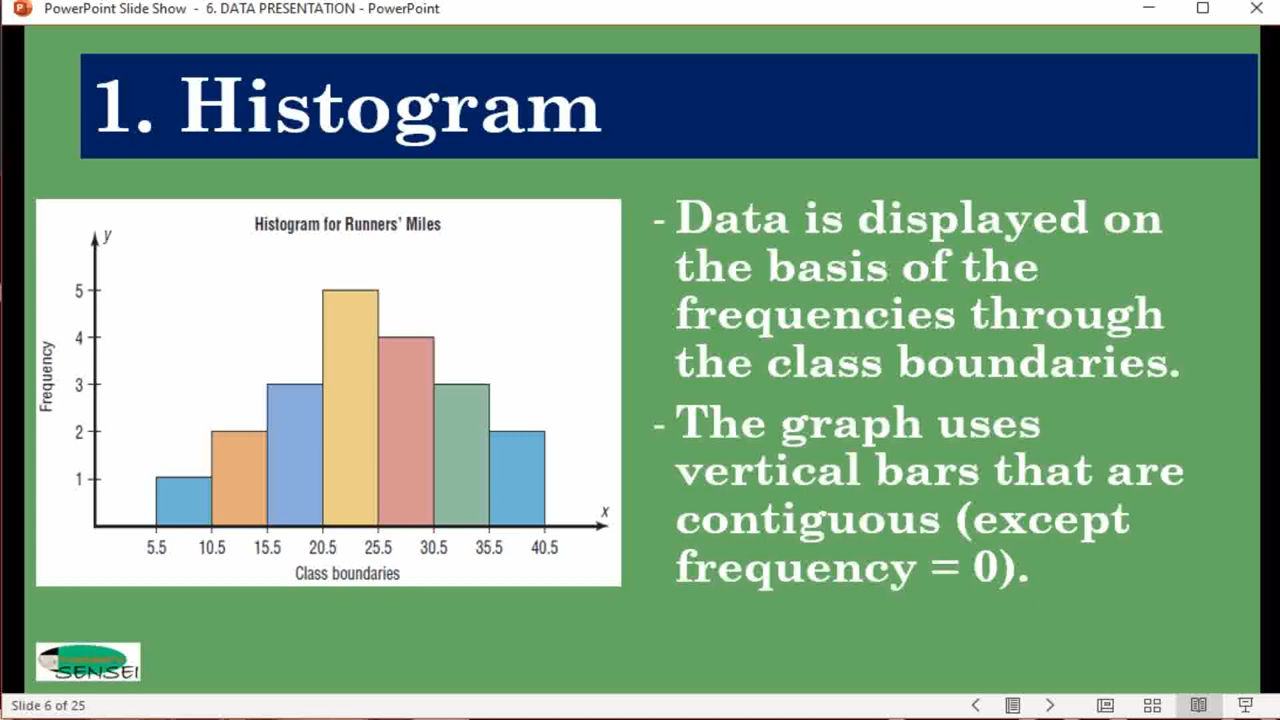 PowerPoint Slide Show - 6. DATA PRESENTATION - PowerPoint
1. Histogram
Histogram for Runners' Miles
y
5
4
3
2
1
Frequency
x
5.5 10.5 15.5 20.5 25.5 30.5 35.5 40.5
Class boundaries
- Data is displayed on
the basis of the
frequencies through
the class boundaries.
- The graph uses
vertical bars that are
contiguous (except
frequency = 0).
SENSEI
Slide 6 of 25